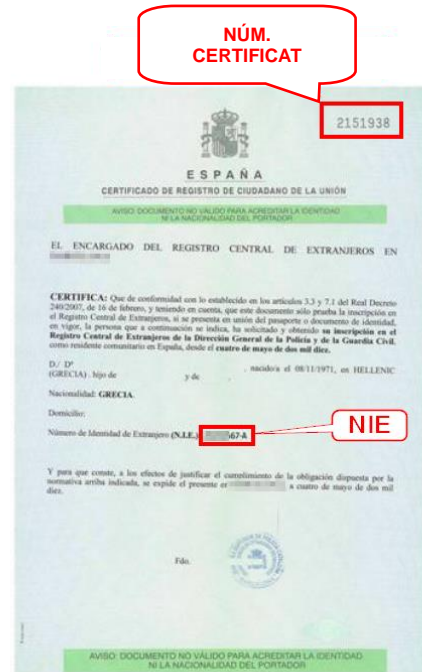 NÚM.
CERTIFICAT
2151938
ESPAÑA
CERTIFICADO DE REGISTRO DE CIUDADANO DE LA UNIÓN
AVISO: DOCUMENTO NO VÁLIDO PARA ACREDITAR LA IDENTIDAD
NI LA NACIONALIDAD DEL PORTADOR
EL ENCARGADO DEL REGISTRO CENTRAL DE EXTRANJEROS EN
CERTIFICA: Que de conformidad con lo establecido en los artículos 3.3 y 7.1 del Real Decreto
240/2007, de 16 de febrero, y teniendo en cuenta, que este documento sólo prueba la inscripción en
el Registro Central de Extranjeros, si se presenta en unión del pasaporte o documento de identidad,
en vigor, la persona que a continuación se indica, ha solicitado y obtenido su inscripción en el
Registro Central de Extranjeros de la Dirección General de la Policía y de la Guardia Civil,
como residente comunitario en España, desde el cuatro de mayo de dos mil diez.
D./ Dª , nacido/a el 08/11/1971, en HELLENIC
(GRECIA) , hijo de y de
Nacionalidad: GRECIA.
Domicilio:
Número de Identidad de Extranjero (N.I.E.) 67-A
NIE
Y para que conste, a los efectos de justificar el cumplimiento de la obligación dispuesta por la
normativa arriba indicada, se expide el presente en a cuatro de mayo de dos mil
diez.
Fdo.
AVISO: DOCUMENTO NO VÁLIDO PARA ACREDITAR LA IDENTIDAD
NI LA NACIONALIDAD DEL PORTADOR